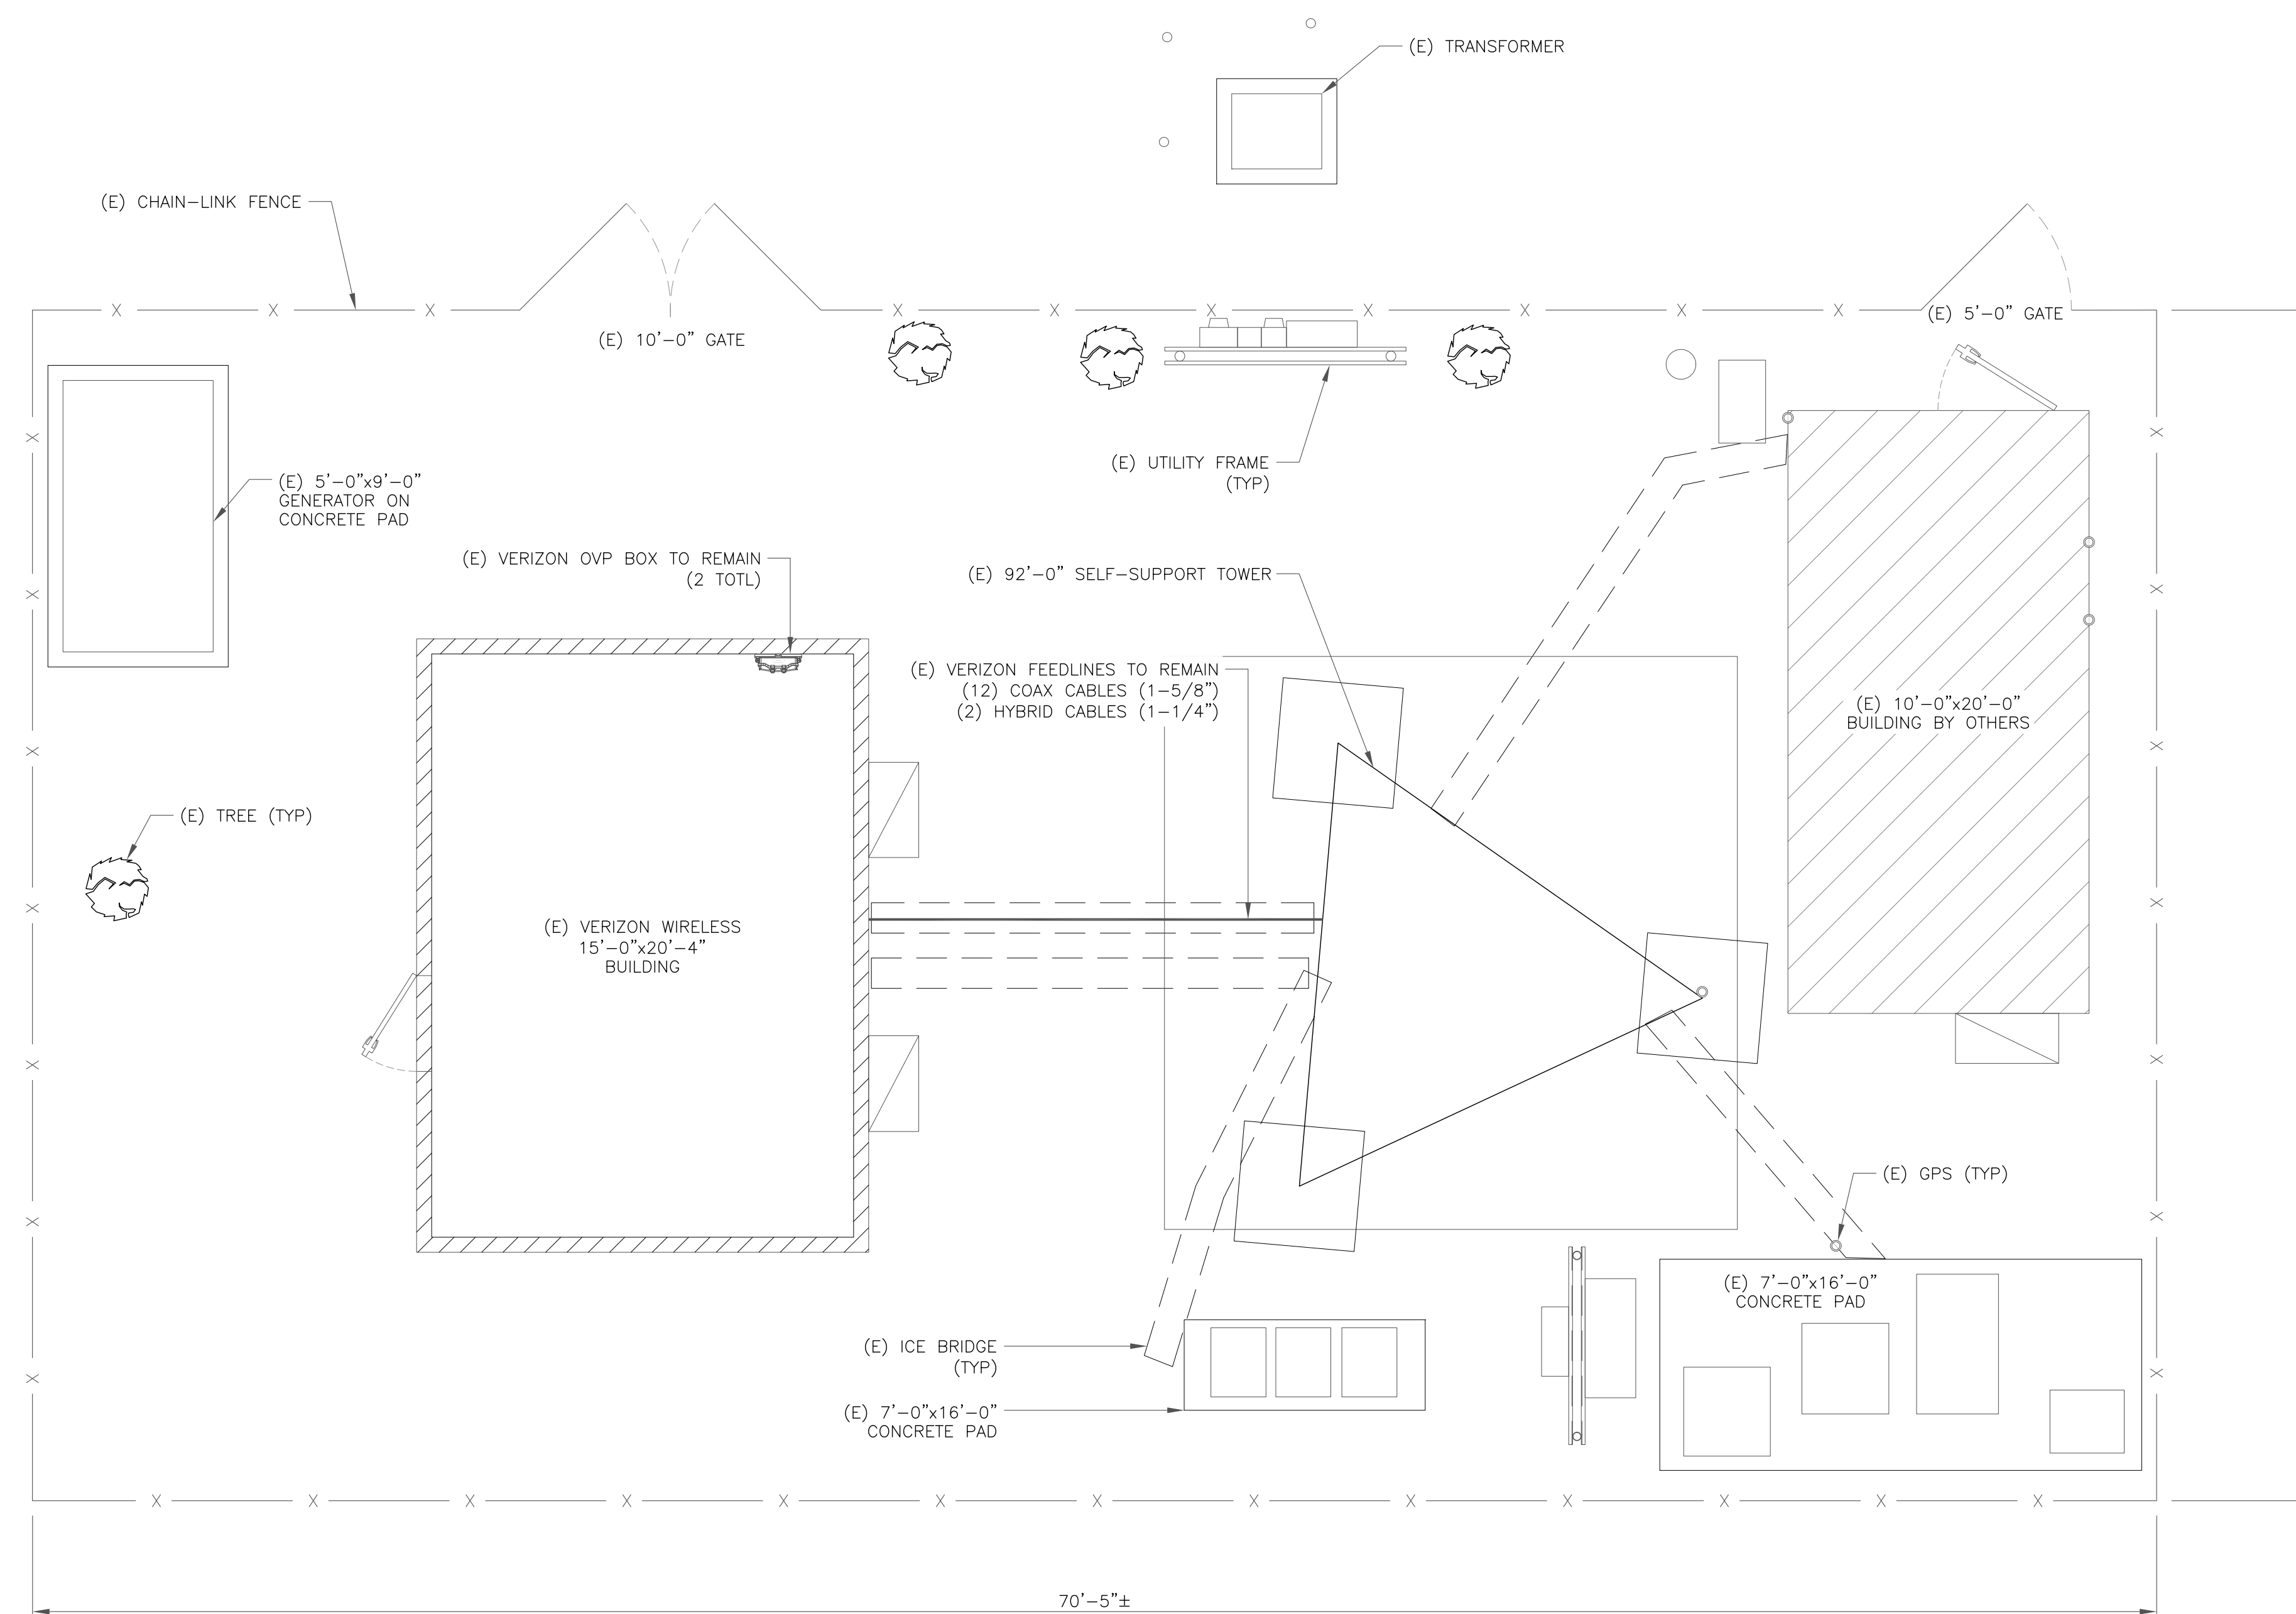 (E) TRANSFORMER
(E) CHAIN-LINK FENCE
(E) 10'-0" GATE
(E) 5'-0" GATE
(E) UTILITY FRAME
(TYP)
(E) 5'-0"x9'-0"
GENERATOR ON
CONCRETE PAD
(E) VERIZON OVP BOX TO REMAIN
(2 TOTL)
(E) 92'-0" SELF-SUPPORT TOWER
(E) VERIZON FEEDLINES TO REMAIN
(12) COAX CABLES (1-5/8")
(2) HYBRID CABLES (1-1/4")
(E) 10'-0"x20'-0"
BUILDING BY OTHERS
(E) TREE (TYP)
(E) VERIZON WIRELESS
15'-0"x20'-4"
BUILDING
(E) GPS (TYP)
(E) 7'-0"x16'-0"
CONCRETE PAD
(E) ICE BRIDGE
(TYP)
(E) 7'-0"x16'-0"
CONCRETE PAD
70'-5"±